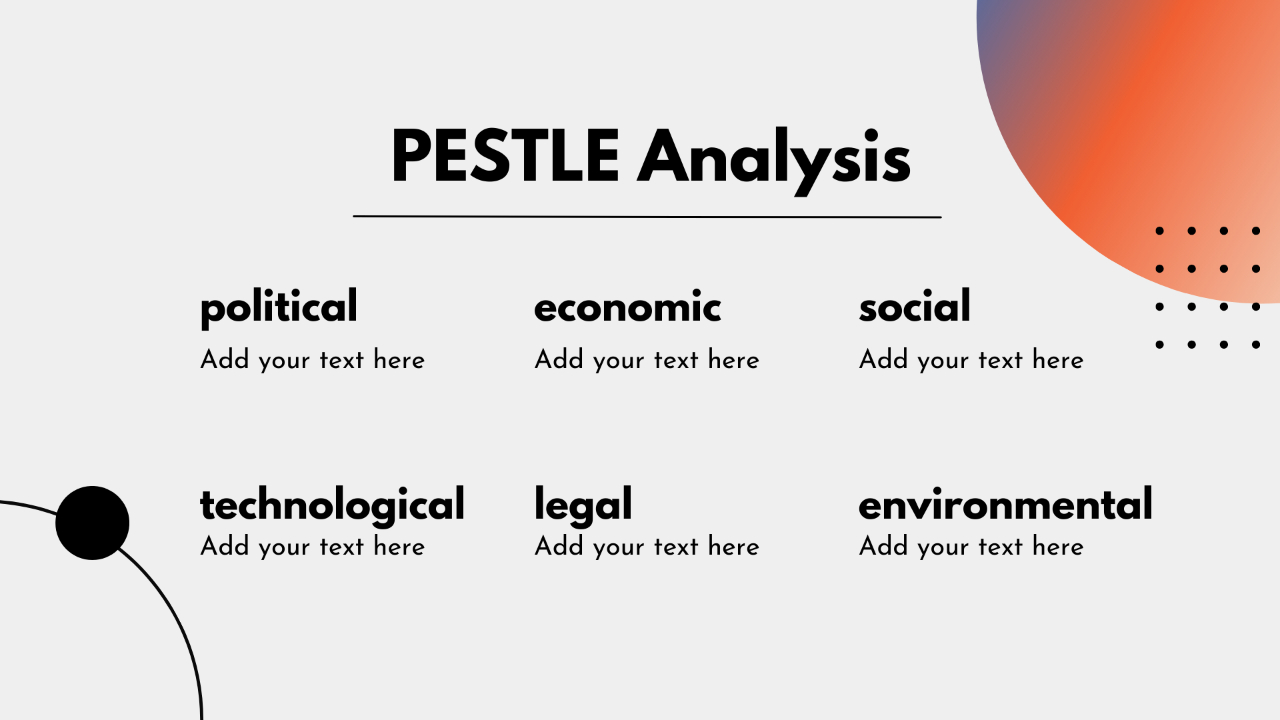 PESTLE Analysis
political
Add your text here
economic
Add your text here
social
Add your text here
technological
Add your text here
legal
Add your text here
environmental
Add your text here